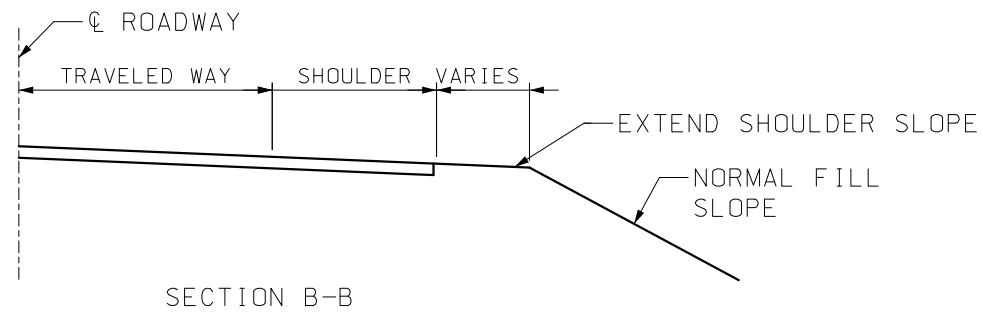 ℄ ROADWAY
TRAVELED WAY
SHOULDER
VARIES
EXTEND SHOULDER SLOPE
NORMAL FILL
SLOPE
SECTION B-B